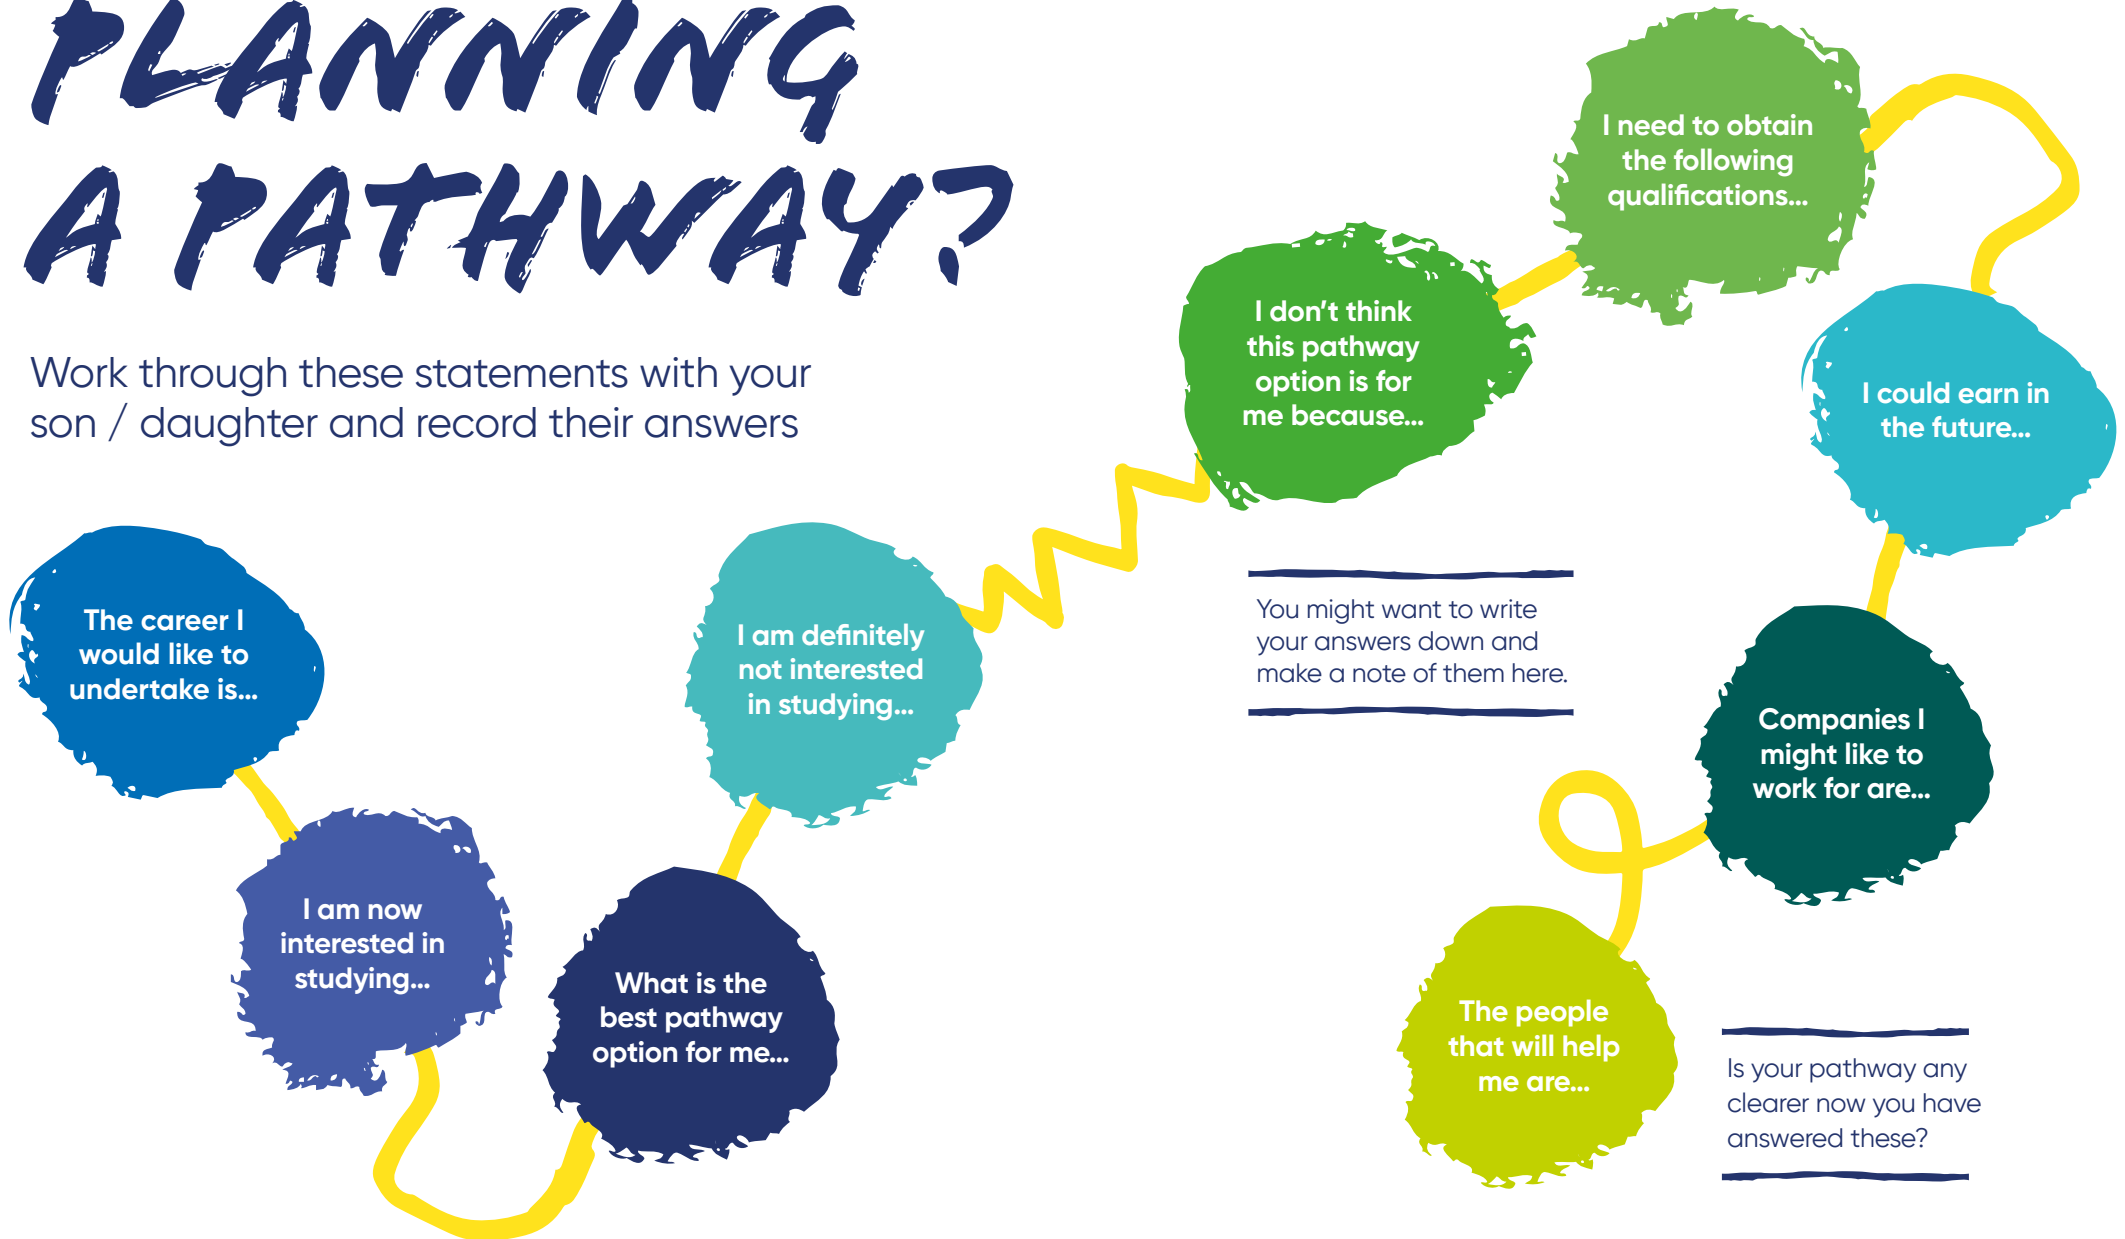 PLANNING
A PATHWAY?
Work through these statements with your
son / daughter and record their answers
The career I
would like to
undertake is...
I am now
interested in
studying...
What is the
best pathway
option for me...
I am definitely
not interested
in studying...
I don't think
this pathway
option is for
me because...
I need to obtain
the following
qualifications...
I could earn in
the future...
Companies I
might like to
work for are...
The people
that will help
me are...
You might want to write
your answers down and
make a note of them here.
Is your pathway any
clearer now you have
answered these?